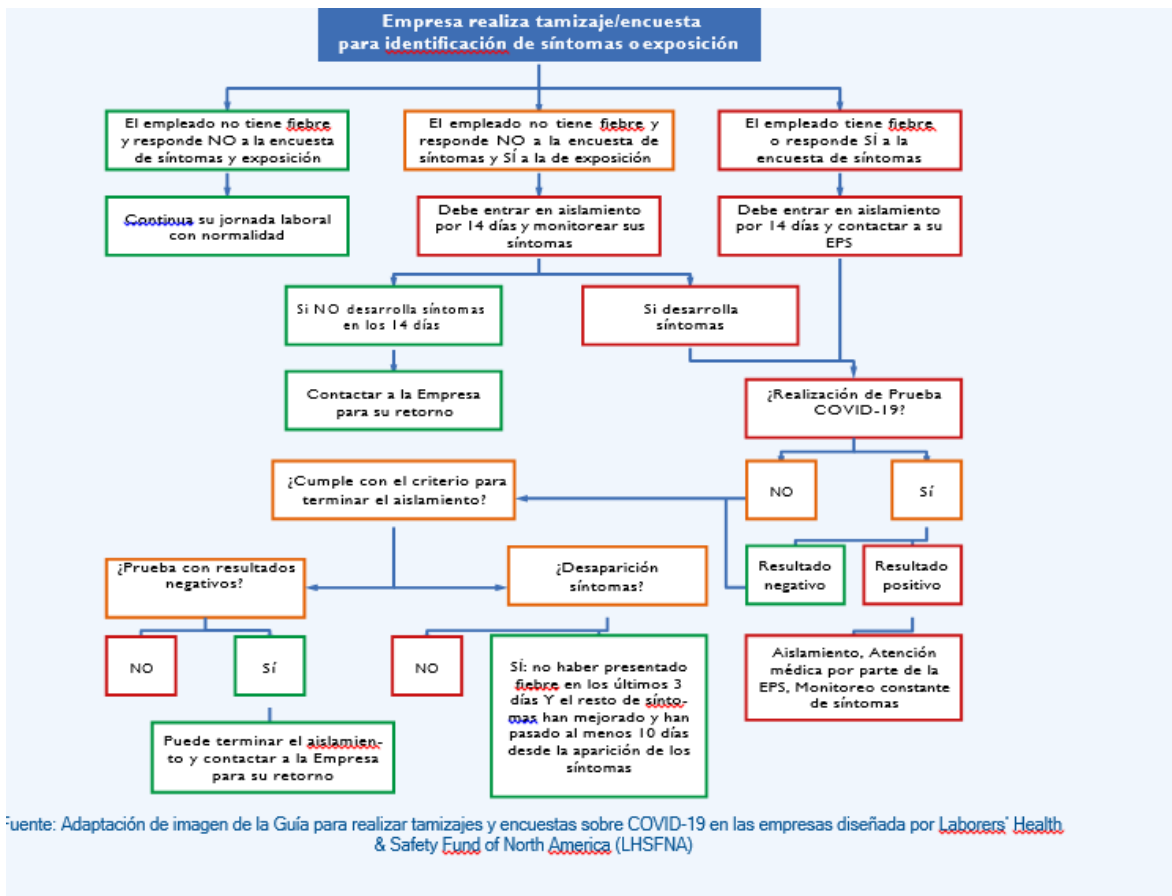 Empresa realiza tamizaje/encuesta
para identificación de síntomas o exposición
El empleado no tiene fiebre
y responde NO a la encuesta
de síntomas y exposición
El empleado no tiene fiebre y
responde NO a la encuesta de
síntomas y SÍ a la de exposición
El empleado tiene fiebre
o responde SÍ a la
encuesta de síntomas
Continua su jornada laboral
con normalidad
Debe entrar en aislamiento
por 14 días y monitorear sus
síntomas
Debe entrar en aislamiento
por 14 días y contactar a su
EPS
Si NO desarrolla síntomas
en los 14 días
Si desarrolla
síntomas
Contactar a la Empresa
para su retorno
¿Realización de Prueba
COVID-19?
¿Cumple con el criterio para
terminar el aislamiento?
NO
Sí
¿Prueba con resultados
negativos?
¿Desaparición
síntomas?
Resultado
negativo
Resultado
positivo
NO
Sí
NO
SÍ: no haber presentado
fiebre en los últimos 3
días Y el resto de sínto-
mas han mejorado y han
pasado al menos 10 días
desde la aparición de los
síntomas
Aislamiento, Atención
médica por parte de la
EPS, Monitoreo constante
de síntomas
Puede terminar el aislamien-
to y contactar a la Empresa
para su retorno
Fuente: Adaptación de imagen de la Guía para realizar tamizajes y encuestas sobre COVID-19 en las empresas diseñada por Laborers' Health
& Safety Fund of North America (LHSFNA)